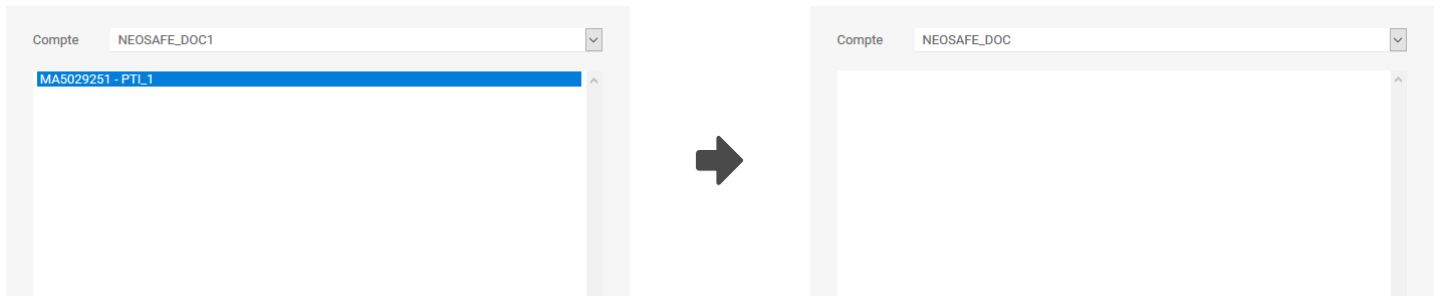 Compte NEOSAFE_DOC1
MA5029251 - PTI_1
Compte NEOSAFE_DOC